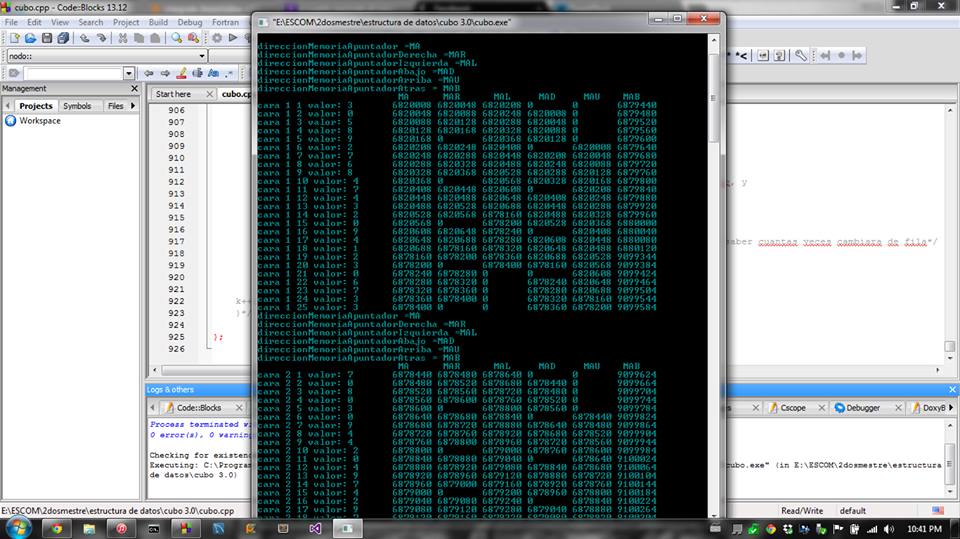 cubo.cpp - Code::Blocks 13.12
"E:\ESCOM\2dosmestre\estructura de datos\cubo 3.0\cubo.exe"
File Edit View Search Project Build Debug Fortran
node::
Management
Projects Symbols Files
Workspace
Start here cubo.c
906
907
908
909
910
911
912
913
914
915
916
917
918
919
920
921
922
923
924
925
926
, y
aber cuantas veces cambiara de fila*/
k++
}*/
};
direccionMemoriaApuntador =MA
direccionMemoriaApuntadorDerecha =MAR
direccionMemoriaApuntadorIzquierda =MAL
direccionMemoriaApuntadorAbajo =MAD
direccionMemoriaApuntadorArriba =MAU
direccionMemoriaApuntadorAtras = MAB
MA MAR MAL MAD MAU MAB
cara 1 1 valor: 3 6820008 6820048 6820208 0 0 6879440
cara 1 2 valor: 0 6820048 6820088 6820248 6820008 0 6879480
cara 1 3 valor: 5 6820088 6820128 6820288 6820048 0 6879520
cara 1 4 valor: 8 6820128 6820168 6820328 6820088 0 6879560
cara 1 5 valor: 9 6820168 0 6820368 6820128 0 6879600
cara 1 6 valor: 2 6820208 6820248 6820408 0 6820008 6879640
cara 1 7 valor: 7 6820248 6820288 6820448 6820208 6820048 6879680
cara 1 8 valor: 6 6820288 6820328 6820488 6820248 6820088 6879720
cara 1 9 valor: 8 6820328 6820368 6820528 6820288 6820128 6879760
cara 1 10 valor: 4 6820368 0 6820568 6820328 6820168 6879800
cara 1 11 valor: 7 6820408 6820448 6820608 0 6820208 6879840
cara 1 12 valor: 4 6820448 6820488 6820648 6820408 6820248 6879880
cara 1 13 valor: 3 6820488 6820528 6820688 6820448 6820288 6879920
cara 1 14 valor: 2 6820528 6820568 6878160 6820488 6820328 6879960
cara 1 15 valor: 0 6820568 0 6878200 6820528 6820368 6880000
cara 1 16 valor: 9 6820608 6820648 6878240 0 6820408 6880040
cara 1 17 valor: 4 6820648 6820688 6878280 6820608 6820448 6880080
cara 1 18 valor: 1 6820688 6878160 6878320 6820648 6820488 6880120
cara 1 19 valor: 2 6878160 6878200 6878360 6820688 6820528 9099344
cara 1 20 valor: 3 6878200 0 6878400 6878160 6820568 9099384
cara 1 21 valor: 0 6878240 6878280 0 0 6820608 9099424
cara 1 22 valor: 6 6878280 6878320 0 6878240 6820648 9099464
cara 1 23 valor: 7 6878320 6878360 0 6878280 6820688 9099504
cara 1 24 valor: 3 6878360 6878400 0 6878320 6878160 9099544
cara 1 25 valor: 3 6878400 0 0 6878360 6878200 9099584
direccionMemoriaApuntador =MA
direccionMemoriaApuntadorDerecha =MAR
direccionMemoriaApuntadorIzquierda =MAL
direccionMemoriaApuntadorAbajo =MAD
direccionMemoriaApuntadorArriba =MAU
direccionMemoriaApuntadorAtras = MAB
MA MAR MAL MAD MAU MAB
cara 2 1 valor: 7 6878440 6878480 6878640 0 0 9099624
cara 2 2 valor: 0 6878480 6878520 6878680 6878440 0 9099664
cara 2 3 valor: 8 6878520 6878560 6878720 6878480 0 9099704
cara 2 4 valor: 0 6878560 6878600 6878760 6878520 0 9099744
cara 2 5 valor: 3 6878600 0 6878800 6878560 0 9099784
cara 2 6 valor: 0 6878640 6878680 6878840 0 6878440 9099824
cara 2 7 valor: 9 6878680 6878720 6878880 6878640 6878480 9099864
cara 2 8 valor: 4 6878720 6878760 6878920 6878680 6878520 9099904
cara 2 9 valor: 4 6878760 6878800 6878960 6878720 6878560 9099944
cara 2 10 valor: 2 6878800 0 6879000 6878760 6878600 9099984
cara 2 11 valor: 0 6878840 6878880 6879040 0 6878640 9100024
cara 2 12 valor: 4 6878880 6878920 6879080 6878840 6878680 9100064
cara 2 13 valor: 9 6878920 6878960 6879120 6878880 6878720 9100104
cara 2 14 valor: 7 6878960 6879000 6879160 6878920 6878760 9100144
cara 2 15 valor: 4 6879000 0 6879200 6878960 6878800 9100184
cara 2 16 valor: 2 6879040 6879080 6879240 0 6878840 9100224
cara 2 17 valor: 9 6879080 6879120 6879280 6879040 6878880 9100264
Logs & others
Code::Blocks
Cscope Debugger DoxyB
Process terminated wi
0 error(s), 0 warning
Checking for existenc
Executing: C:\Program
de datos\cubo 3.0)
cubo.exe" (in E:\ESCOM\2dosmestre\estructura
E:\ESCOM\2dosmestre\estructura de datos\cubo 3.0\cubo.cpp
Read/Write default
10:41 PM